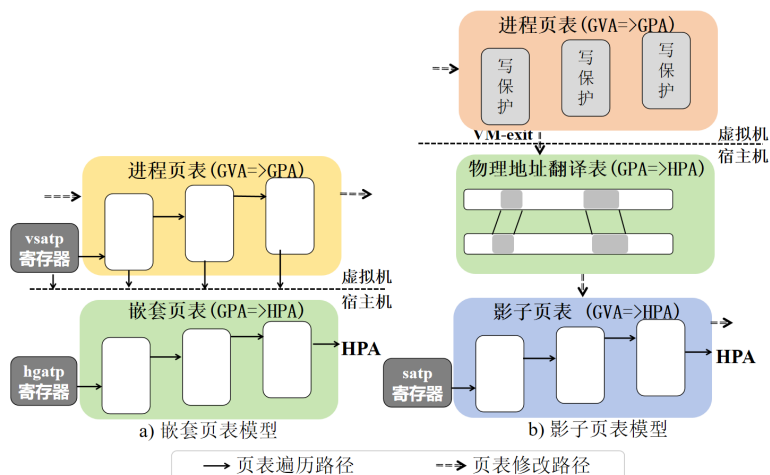 进程页表(GVA=>GPA)
写保护
写保护
写保护
VM-exit
虚拟机
宿主机
进程页表(GVA=>GPA)
物理地址翻译表(GPA=>HPA)
vsatp
寄存器
虚拟机
宿主机
嵌套页表(GPA=>HPA)
影子页表 (GVA=>HPA)
HPA
HPA
hgatp
寄存器
satp
寄存器
a) 嵌套页表模型
b) 影子页表模型
页表遍历路径
页表修改路径